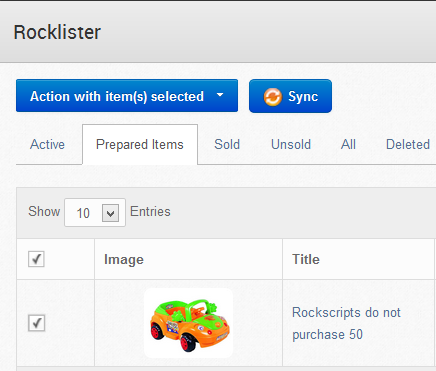 Rocklister
Action with item(s) selected Sync
Active Prepared Items Sold Unsold All Deleted
Show 10 Entries
Image Title
Rockscripts do not
purchase 50